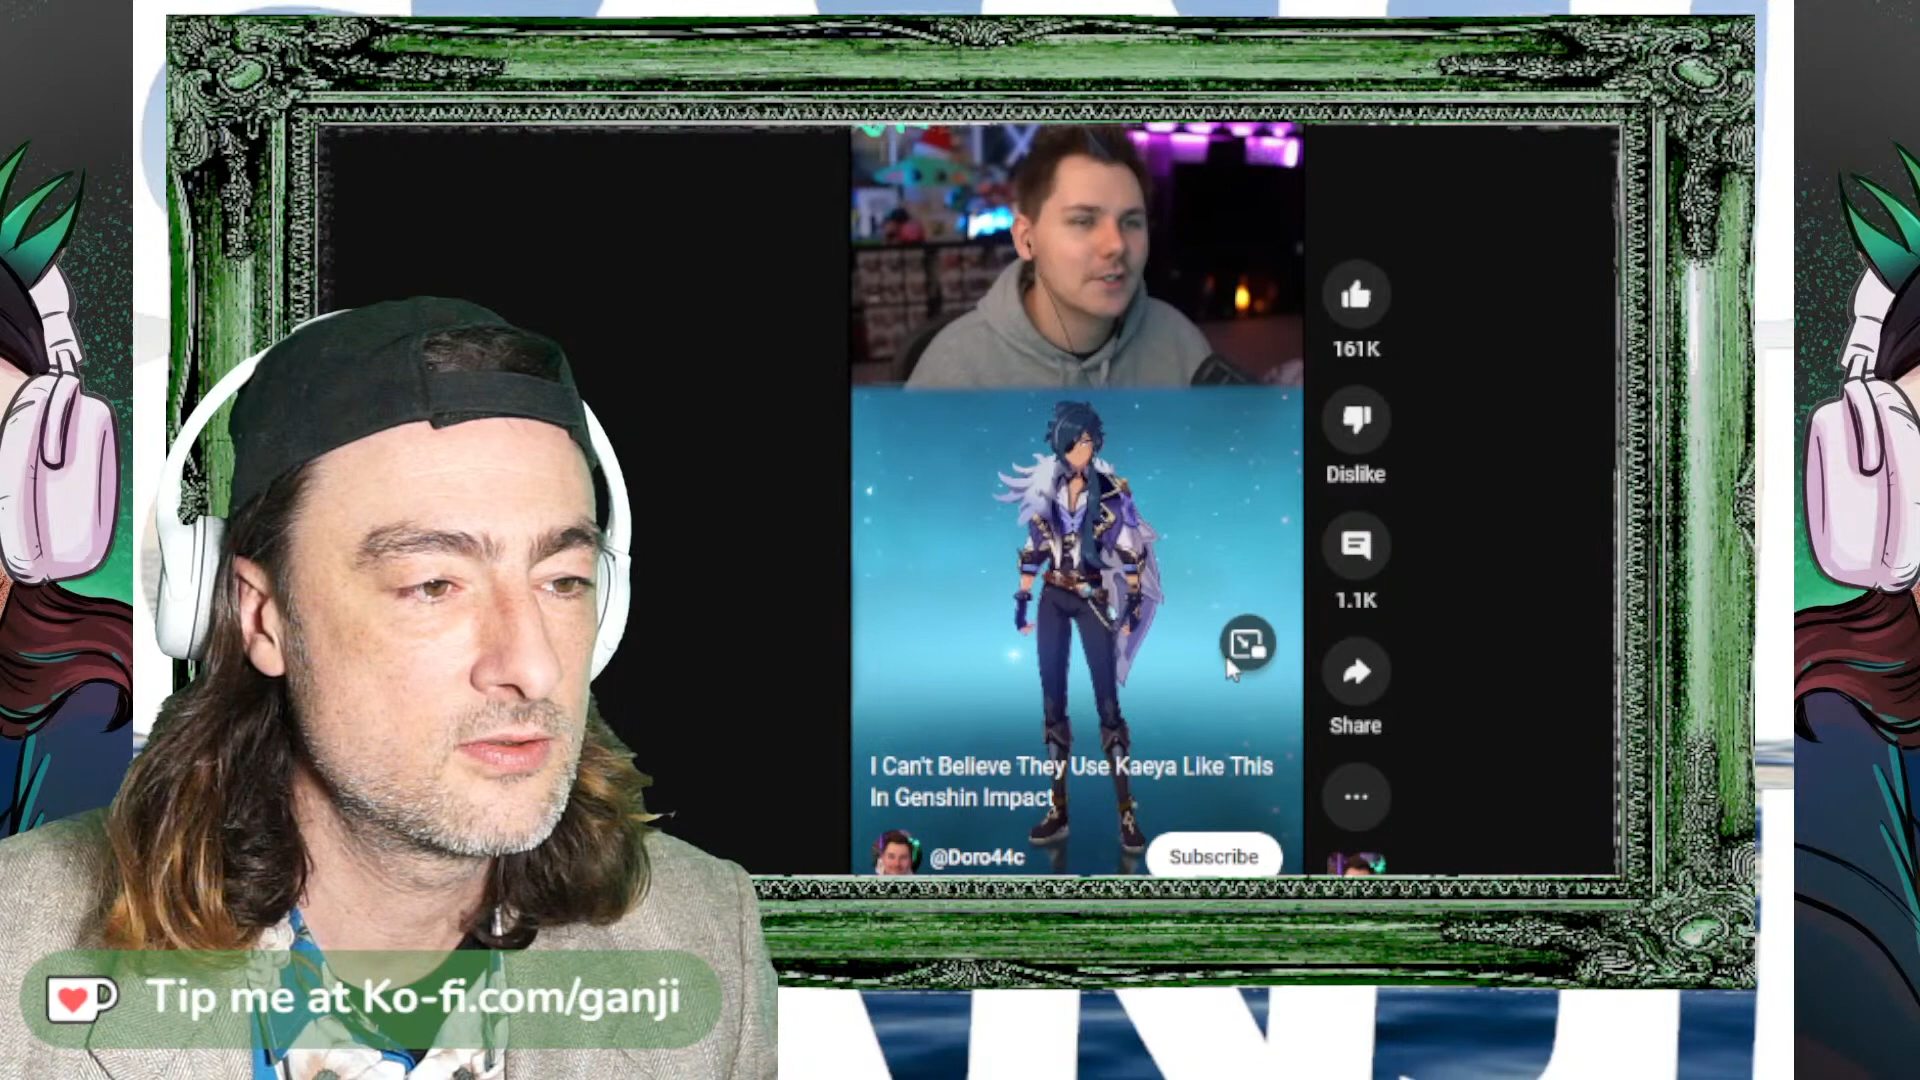 161K
Dislike
1.1K
Share
I Can't Believe They Use Kaeya Like This
In Genshin Impact
@Doro44c
Subscribe
Tip me at Ko-fi.com/ganji